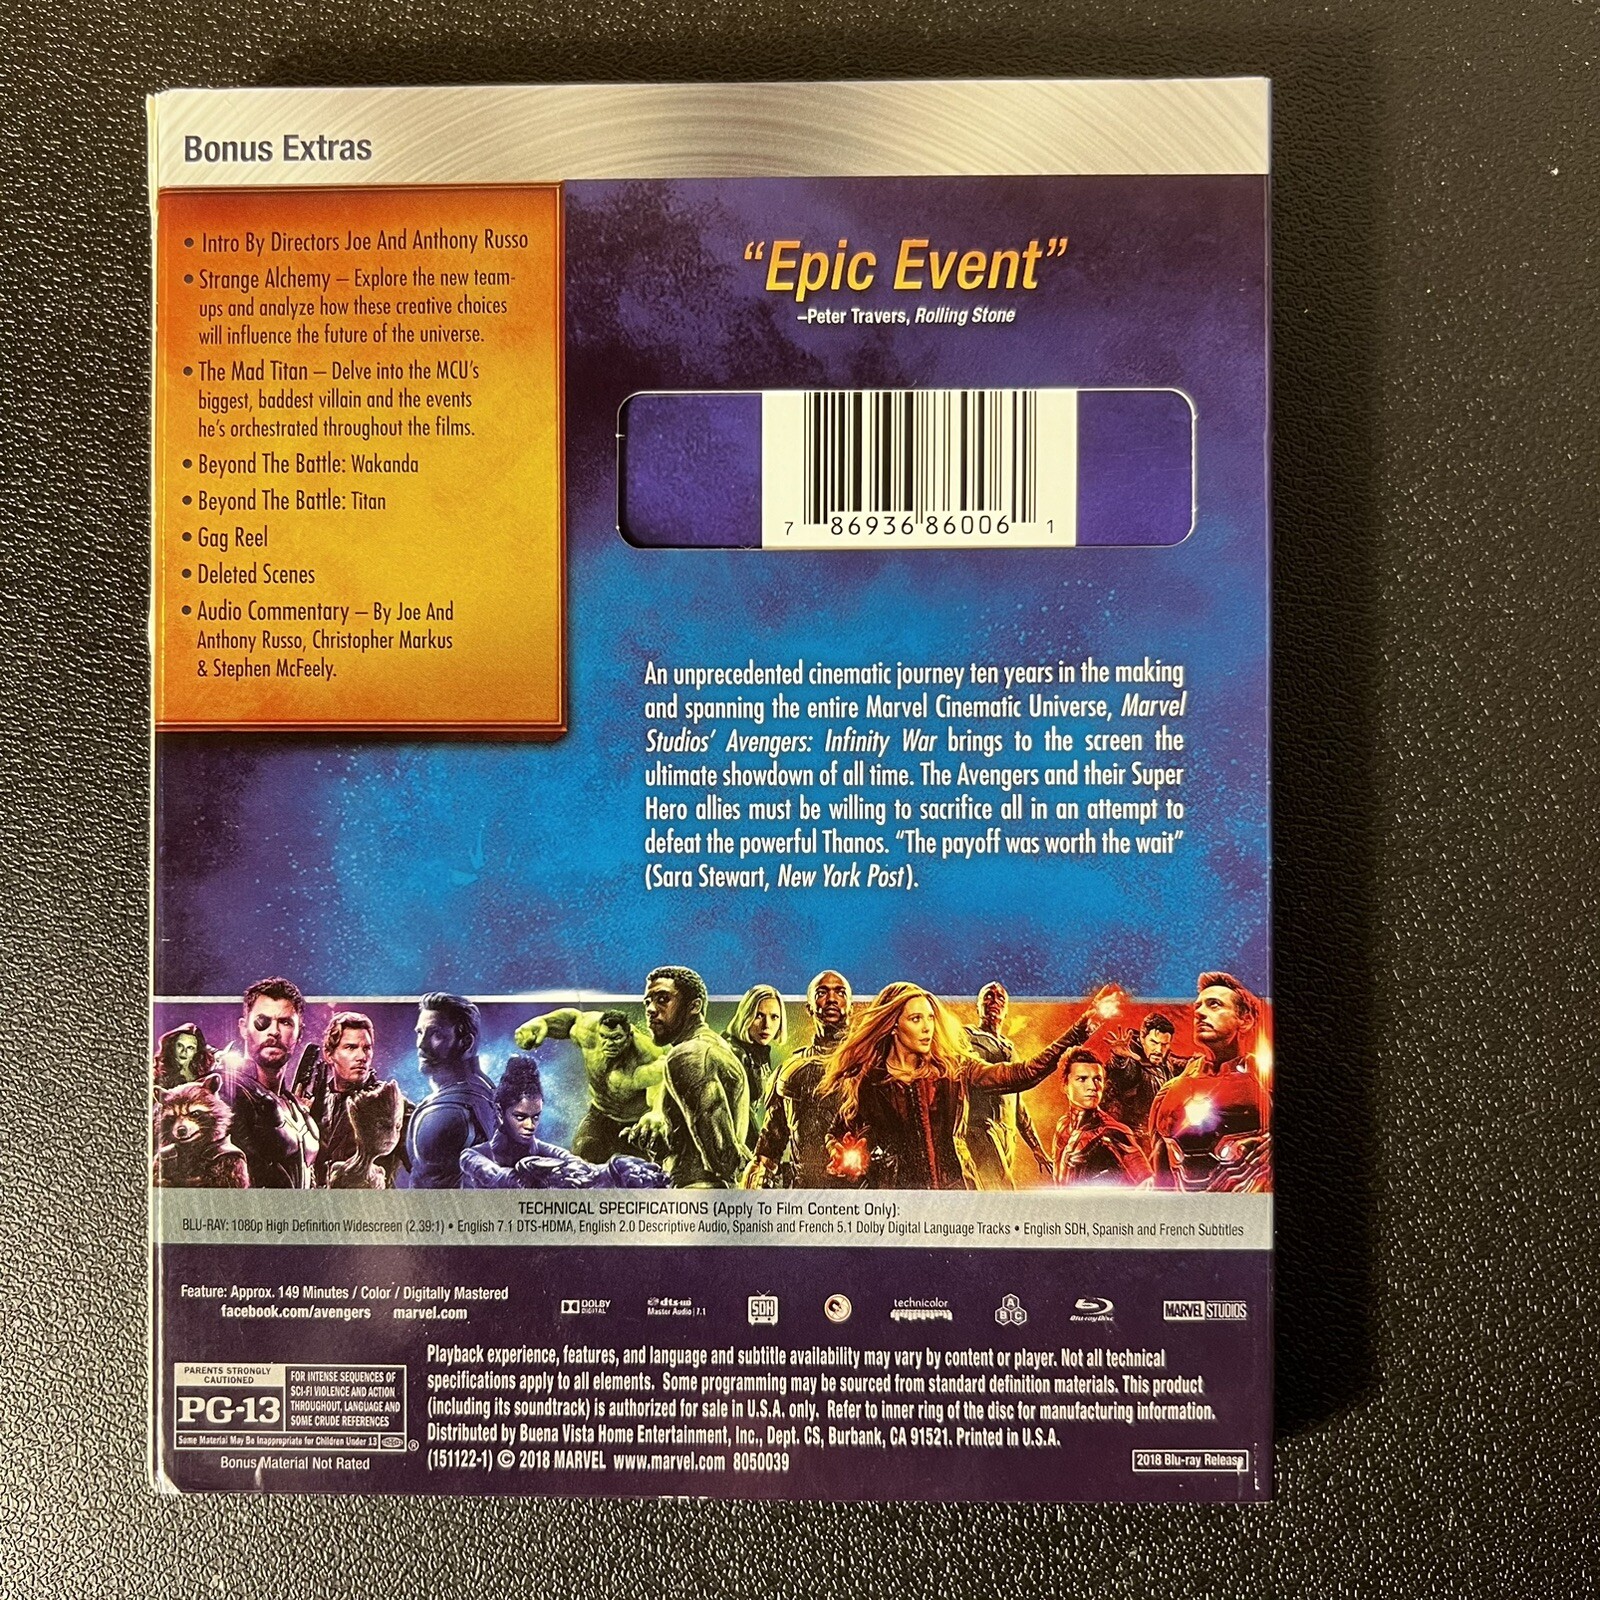 Bonus Extras
• Intro By Directors Joe And Anthony Russo
• Strange Alchemy – Explore the new team-
ups and analyze how these creative choices
will influence the future of the universe.
• The Mad Titan – Delve into the MCU's
biggest, baddest villain and the events
he's orchestrated throughout the films.
• Beyond The Battle: Wakanda
• Beyond The Battle: Titan
• Gag Reel
• Deleted Scenes
• Audio Commentary – By Joe And
Anthony Russo, Christopher Markus
& Stephen McFeely.
“Epic Event”
–Peter Travers, Rolling Stone
7 86936 86006 1
An unprecedented cinematic journey ten years in the making
and spanning the entire Marvel Cinematic Universe, Marvel
Studios' Avengers: Infinity War brings to the screen the
ultimate showdown of all time. The Avengers and their Super
Hero allies must be willing to sacrifice all in an attempt to
defeat the powerful Thanos. “The payoff was worth the wait”
(Sara Stewart, New York Post).
TECHNICAL SPECIFICATIONS (Apply To Film Content Only):
BLU-RAY: 1080p High Definition Widescreen (2.39:1) • English 7.1 DTS-HDMA, English 2.0 Descriptive Audio, Spanish and French 5.1 Dolby Digital Language Tracks • English SDH, Spanish and French Subtitles
Feature: Approx. 149 Minutes / Color / Digitally Mastered
facebook.com/avengers marvel.com
DOLBY
DIGITAL
dts-HD
Master Audio | 7.1
SDH
technicolor
A
B C
Blu-ray Disc
MARVEL STUDIOS
PARENTS STRONGLY
CAUTIONED
PG-13
FOR INTENSE SEQUENCES OF
SCI-FI VIOLENCE AND ACTION
THROUGHOUT, LANGUAGE AND
SOME CRUDE REFERENCES
Some Material May Be Inappropriate for Children Under 13
®
Bonus Material Not Rated
Playback experience, features, and language and subtitle availability may vary by content or player. Not all technical
specifications apply to all elements. Some programming may be sourced from standard definition materials. This product
(including its soundtrack) is authorized for sale in U.S.A. only. Refer to inner ring of the disc for manufacturing information.
Distributed by Buena Vista Home Entertainment, Inc., Dept. CS, Burbank, CA 91521. Printed in U.S.A.
(151122-1) © 2018 MARVEL www.marvel.com 8050039
2018 Blu-ray Release